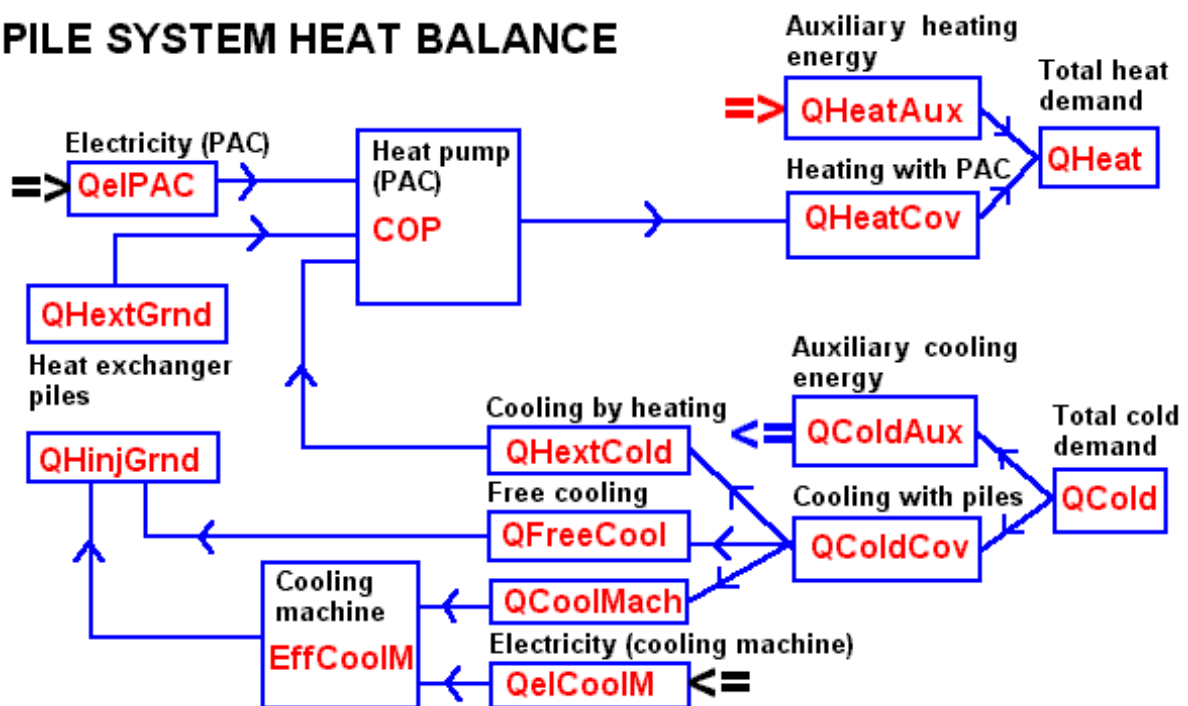 PILE SYSTEM HEAT BALANCE
Auxiliary heating
energy
=> QHeatAux
Total heat
demand
QHeat
Electricity (PAC)
=> QelPAC
Heat pump
(PAC)
COP
Heating with PAC
QHeatCov
QHextGrnd
Heat exchanger
piles
QHinjGrnd
Auxiliary cooling
energy
<= QColdAux
Total cold
demand
QCold
Cooling by heating
QHextCold
Free cooling
QFreeCool
Cooling with piles
QColdCov
Cooling
machine
EffCoolM
QCoolMach
Electricity (cooling machine)
QelCoolM <=